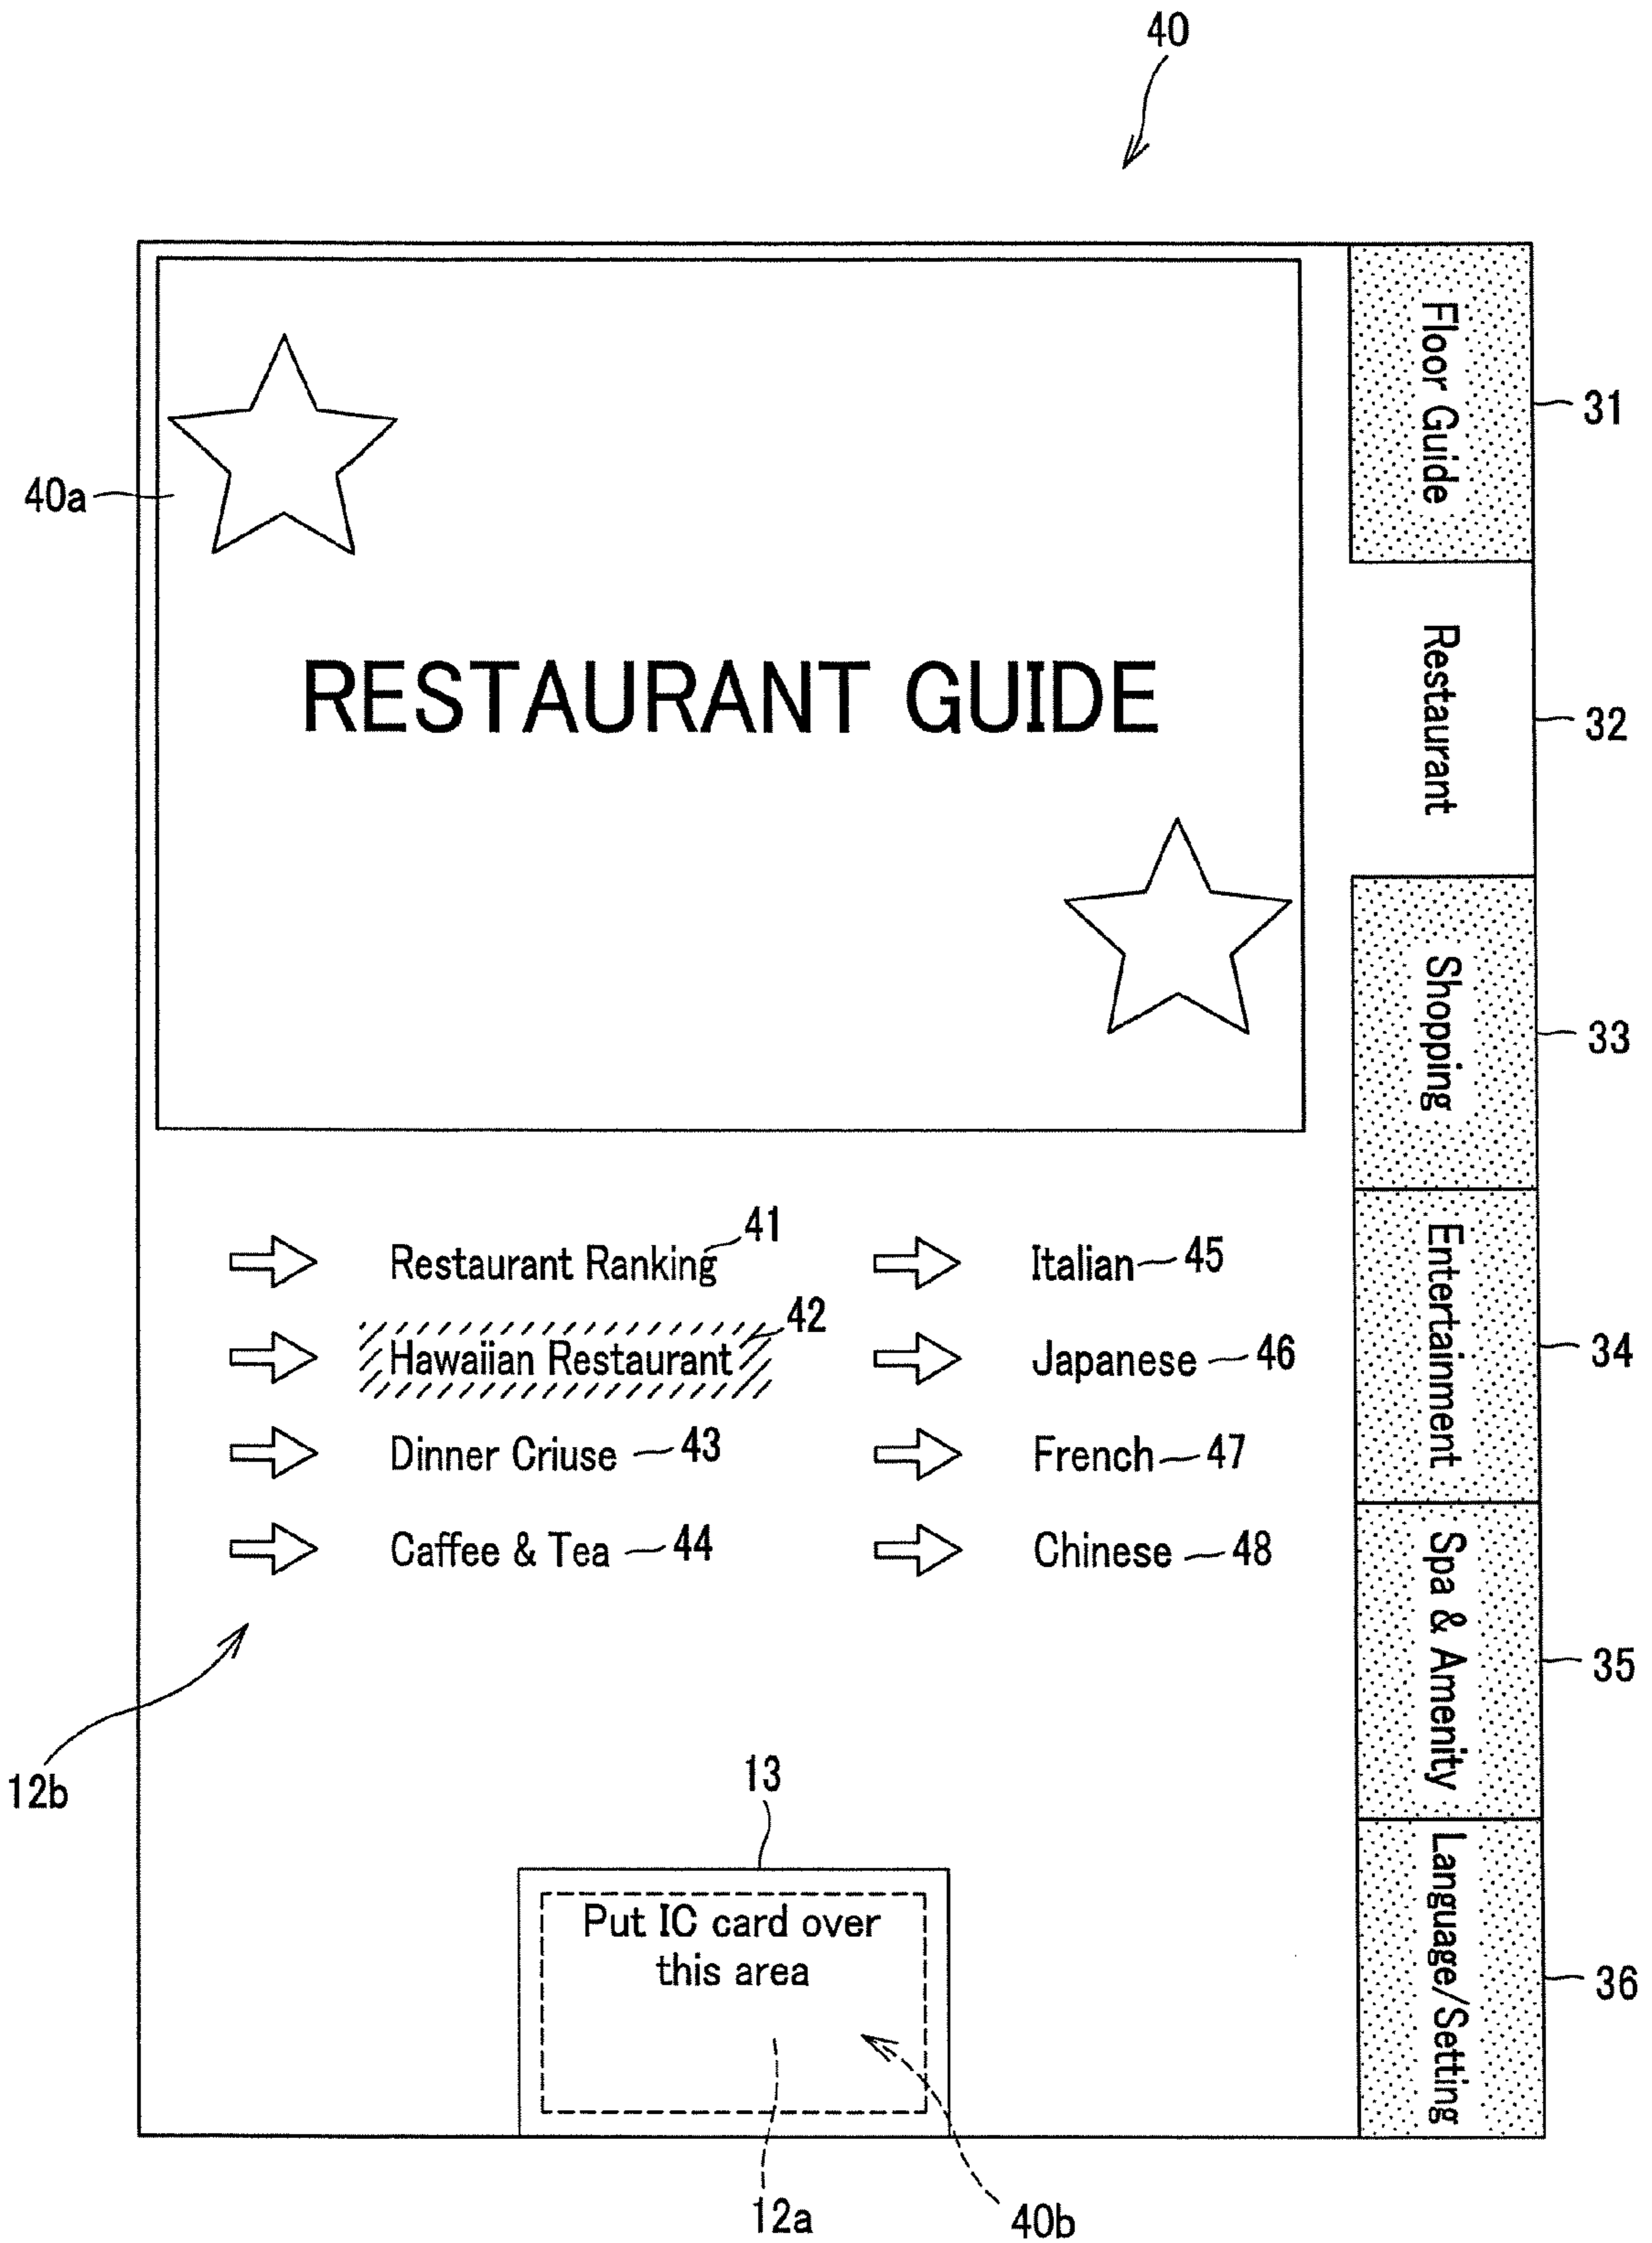 40
Floor Guide
31
40a
Restaurant
32
RESTAURANT GUIDE
Shopping
33
Restaurant Ranking 41
Italian 45
Hawaiian Restaurant 42
Japanese 46
Entertainment
34
Dinner Criuse 43
French 47
Caffee & Tea 44
Chinese 48
Spa & Amenity
35
12b
13
Put IC card over
this area
Language/Setting
36
12a
40b